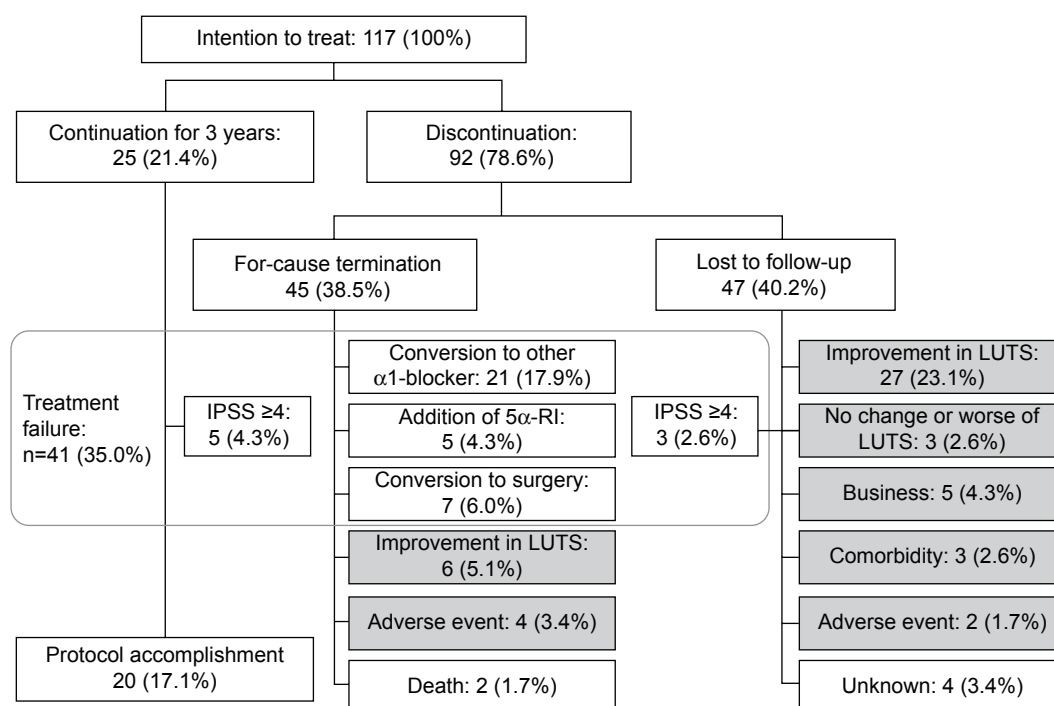 Intention to treat: 117 (100%)
Continuation for 3 years:
25 (21.4%)
Discontinuation:
92 (78.6%)
For-cause termination
45 (38.5%)
Lost to follow-up
47 (40.2%)
Treatment
failure:
n=41 (35.0%)
IPSS ≥4:
5 (4.3%)
Conversion to other
α1-blocker: 21 (17.9%)
Addition of 5α-RI:
5 (4.3%)
Conversion to surgery:
7 (6.0%)
Improvement in LUTS:
6 (5.1%)
Adverse event: 4 (3.4%)
Death: 2 (1.7%)
IPSS ≥4:
3 (2.6%)
Improvement in LUTS:
27 (23.1%)
No change or worse of
LUTS: 3 (2.6%)
Business: 5 (4.3%)
Comorbidity: 3 (2.6%)
Adverse event: 2 (1.7%)
Unknown: 4 (3.4%)
Protocol accomplishment
20 (17.1%)